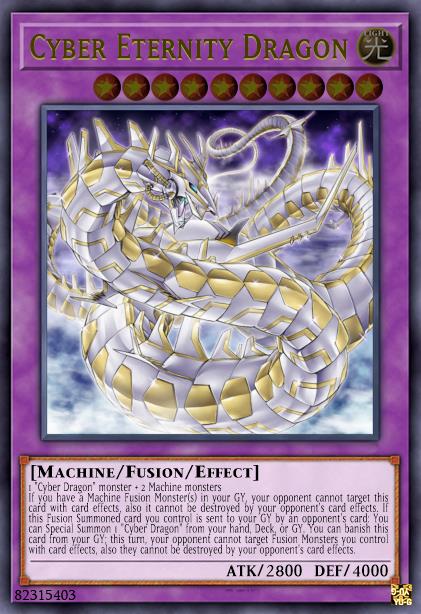 CYBER ETERNITY DRAGON
LIGHT
光
[MACHINE/FUSION/EFFECT]
1 "Cyber Dragon" monster + 2 Machine monsters
If you have a Machine Fusion Monster(s) in your GY, your opponent cannot target this
card with card effects, also it cannot be destroyed by your opponent's card effects. If
this Fusion Summoned card you control is sent to your GY by an opponent's card: You
can Special Summon 1 "Cyber Dragon" from your hand, Deck, or GY. You can banish this
card from your GY; this turn, your opponent cannot target Fusion Monsters you control
with card effects, also they cannot be destroyed by your opponent's card effects.
ATK/2800 DEF/4000
82315403